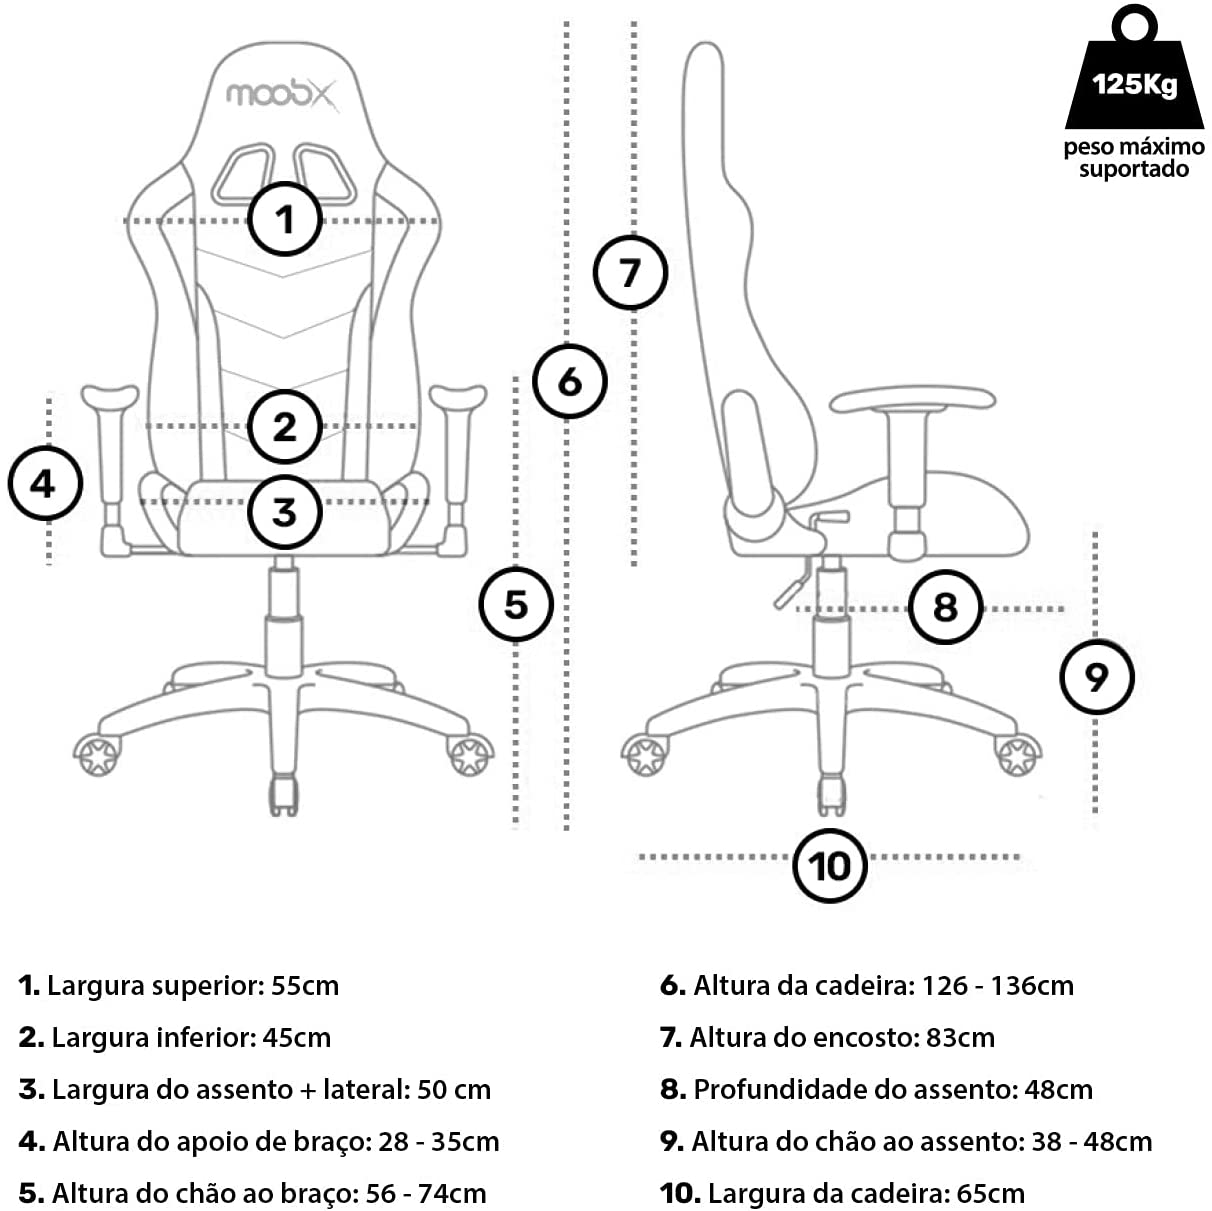 moobx
125Kg
peso máximo
suportado
1
2
3
4
5
6
7
8
9
10
1. Largura superior: 55cm
2. Largura inferior: 45cm
3. Largura do assento + lateral: 50 cm
4. Altura do apoio de braço: 28 - 35cm
5. Altura do chão ao braço: 56 - 74cm
6. Altura da cadeira: 126 - 136cm
7. Altura do encosto: 83cm
8. Profundidade do assento: 48cm
9. Altura do chão ao assento: 38 - 48cm
10. Largura da cadeira: 65cm